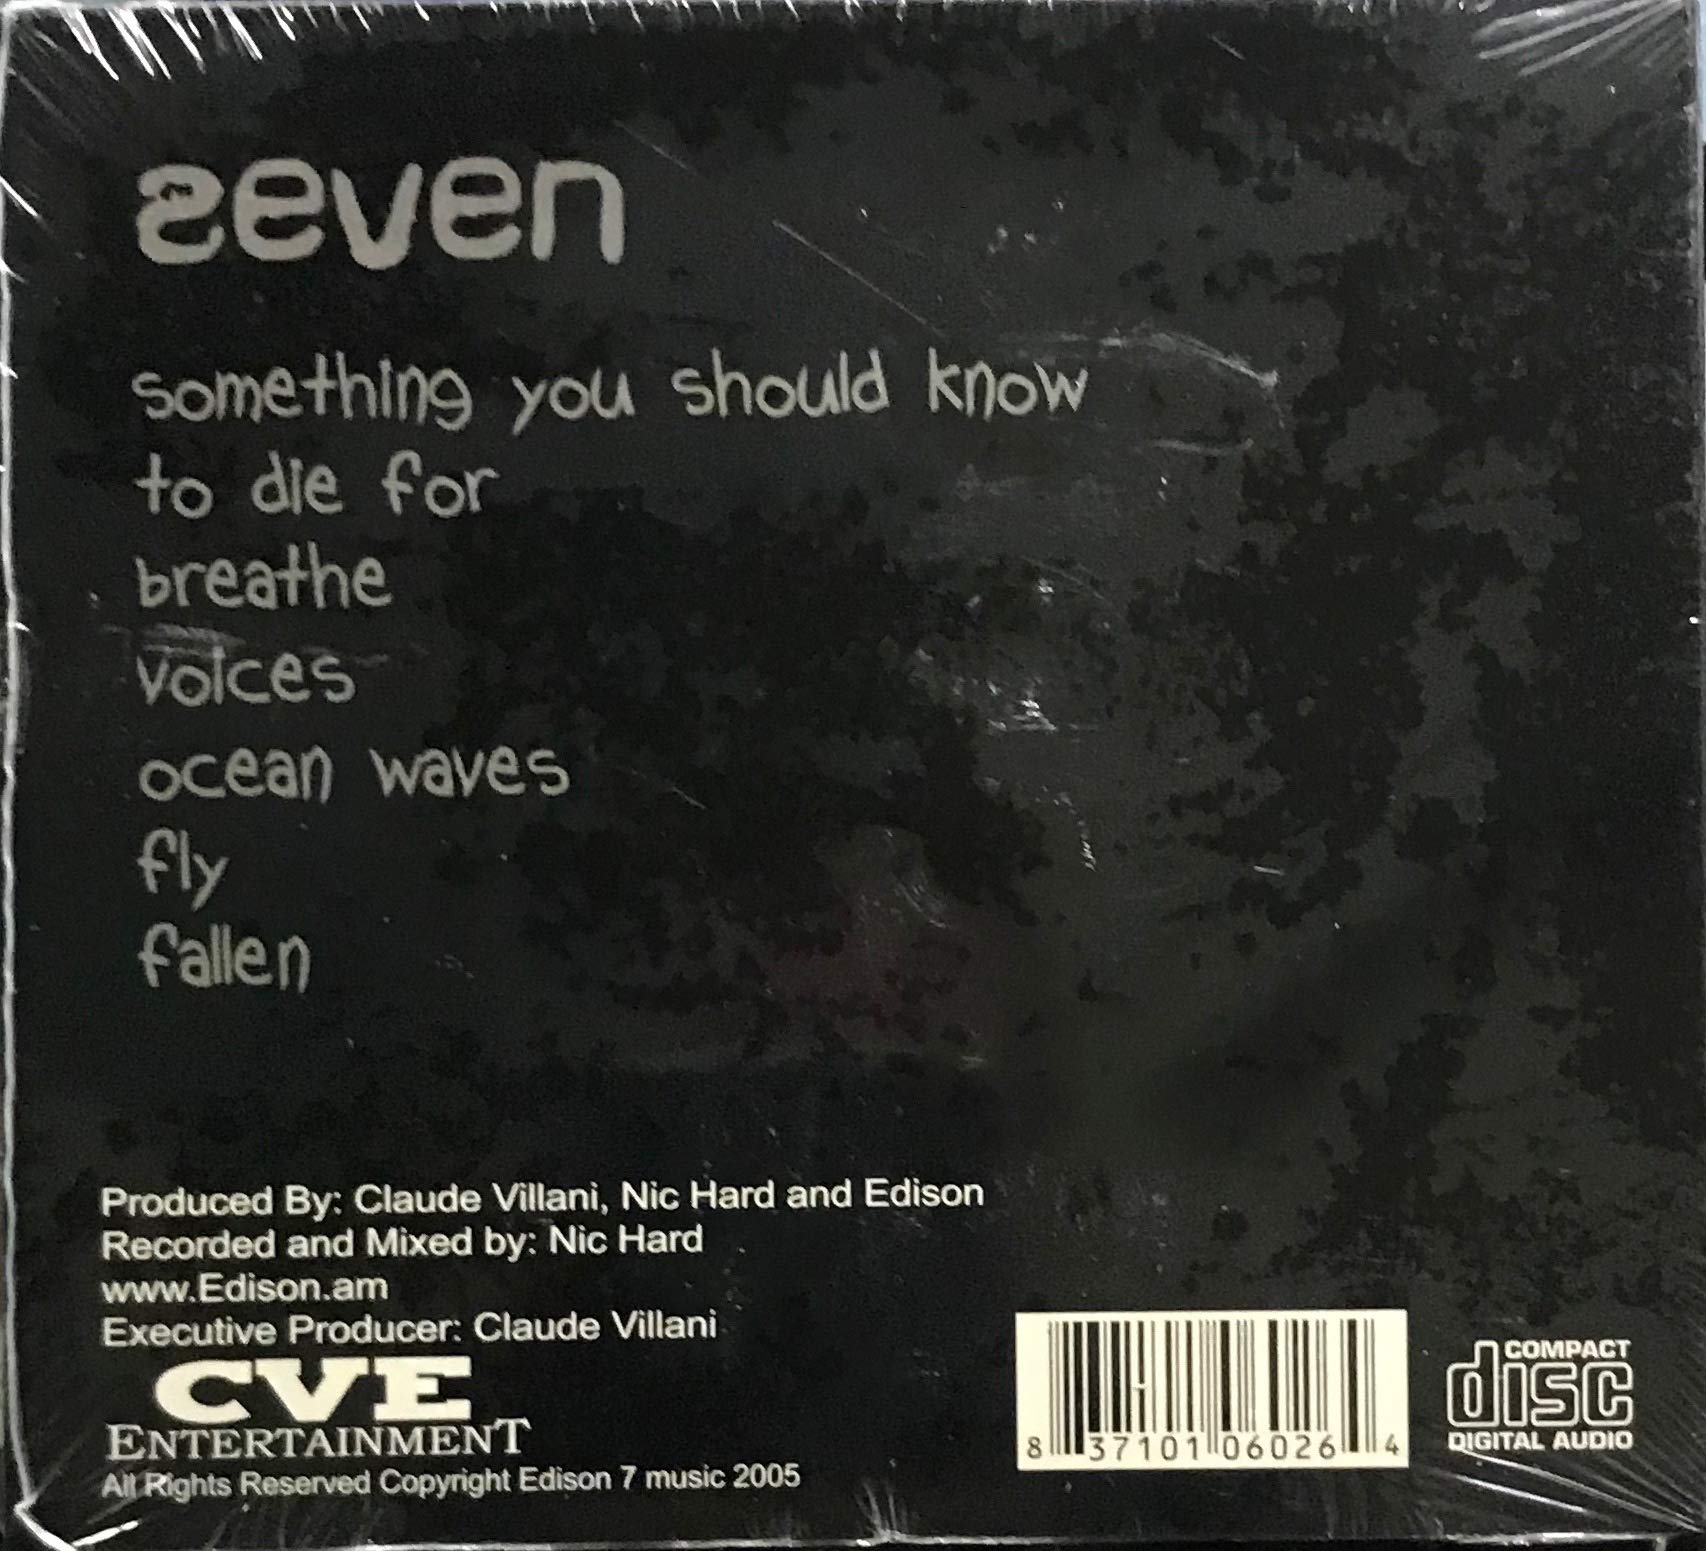 seven
something you should know
to die for
breathe
voices
ocean waves
fly
fallen
Produced By: Claude Villani, Nic Hard and Edison
Recorded and Mixed by: Nic Hard
www.Edison.am
Executive Producer: Claude Villani
CVE
ENTERTAINMENT
All Rights Reserved Copyright Edison 7 music 2005
8 37101 06026 4
COMPACT
disc
DIGITAL AUDIO